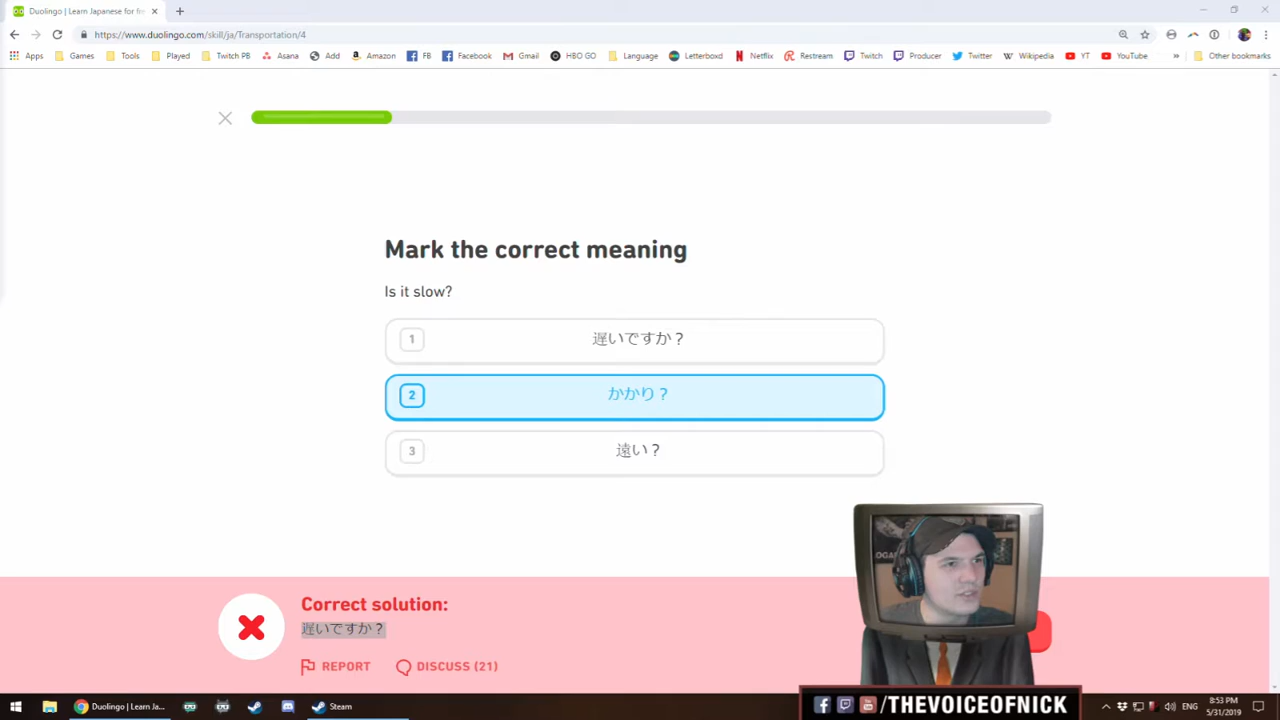 Duolingo | Learn Japanese for fr
https://www.duolingo.com/skill/ja/Transportation/4
Apps Games Tools Played Twitch PB Asana Add Amazon FB Facebook Gmail HBO GO Language Letterboxd Netflix Restream Twitch Producer Twitter Wikipedia YT YouTube » Other bookmarks
Mark the correct meaning
Is it slow?
1 遅いですか？
2 かかり？
3 遠い？
Correct solution:
遅いですか？
REPORT DISCUSS (21)
/THEVOICEOFNICK
Duolingo | Learn Ja... Steam
ENG
8:53 PM
5/31/2019